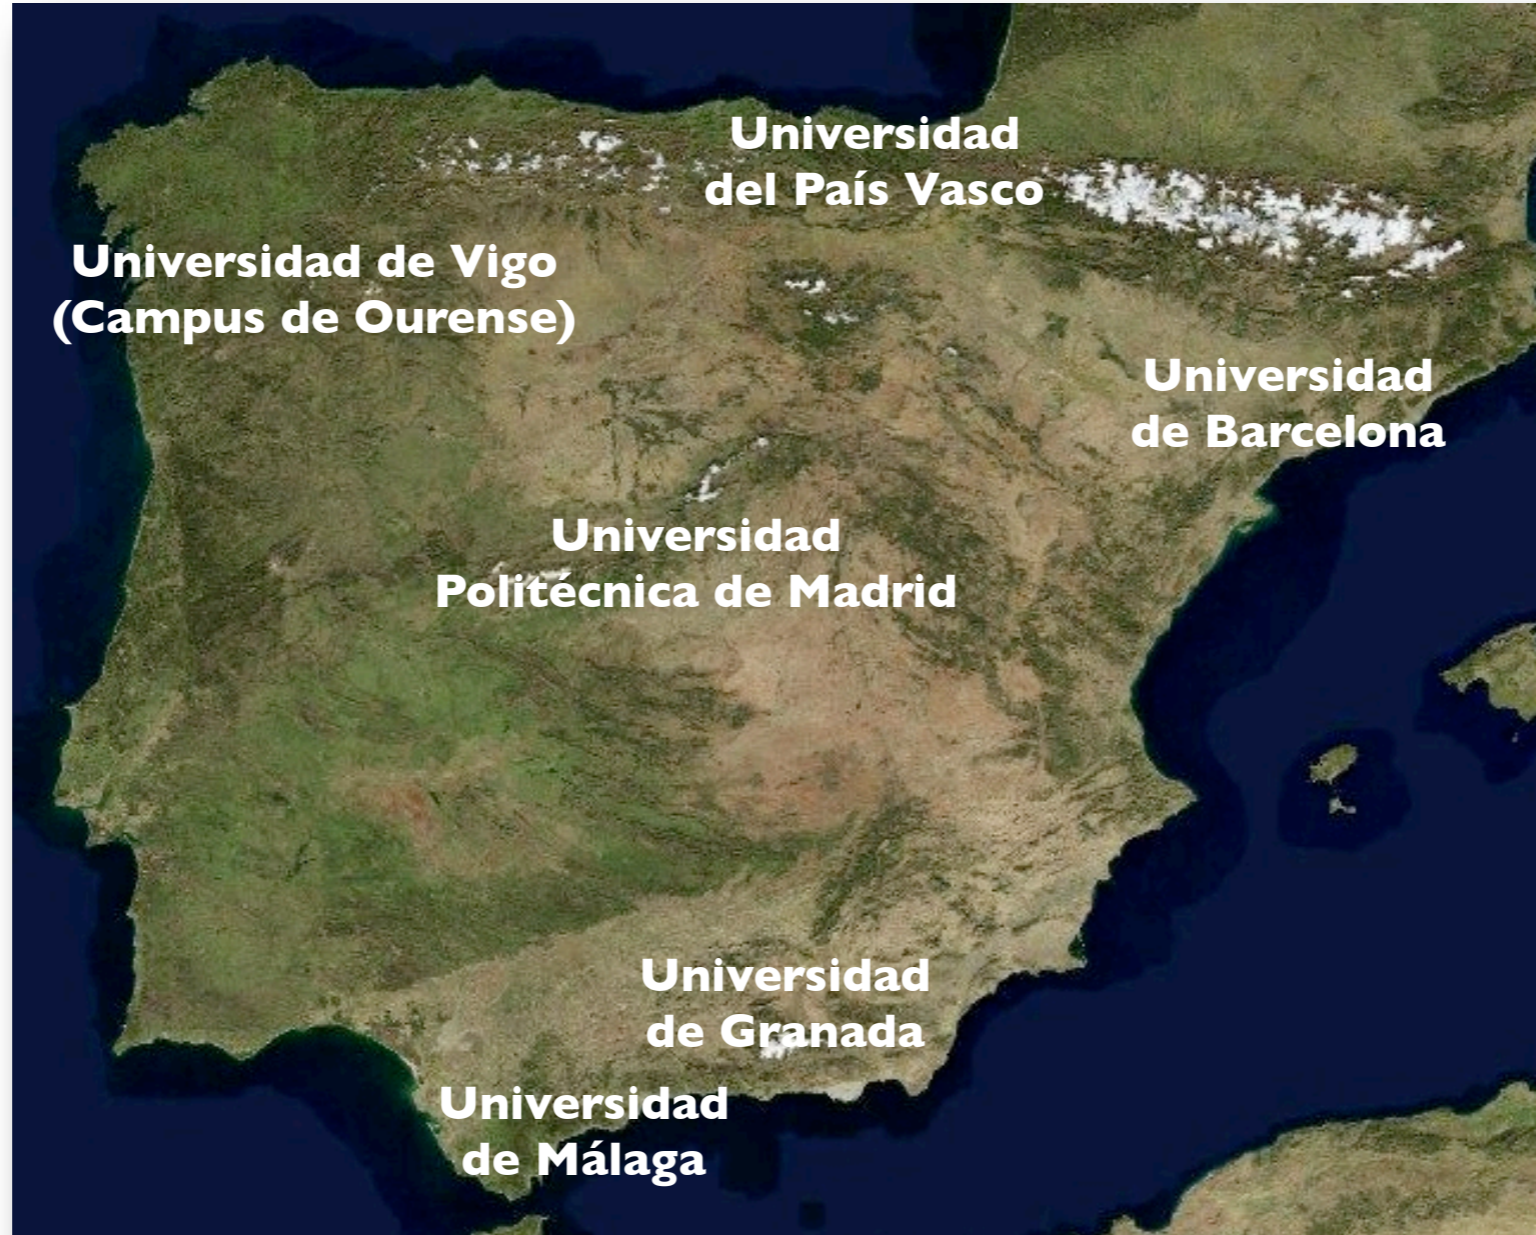 Universidad
del País Vasco
Universidad de Vigo
(Campus de Ourense)
Universidad
de Barcelona
Universidad
Politécnica de Madrid
Universidad
de Granada
Universidad
de Málaga